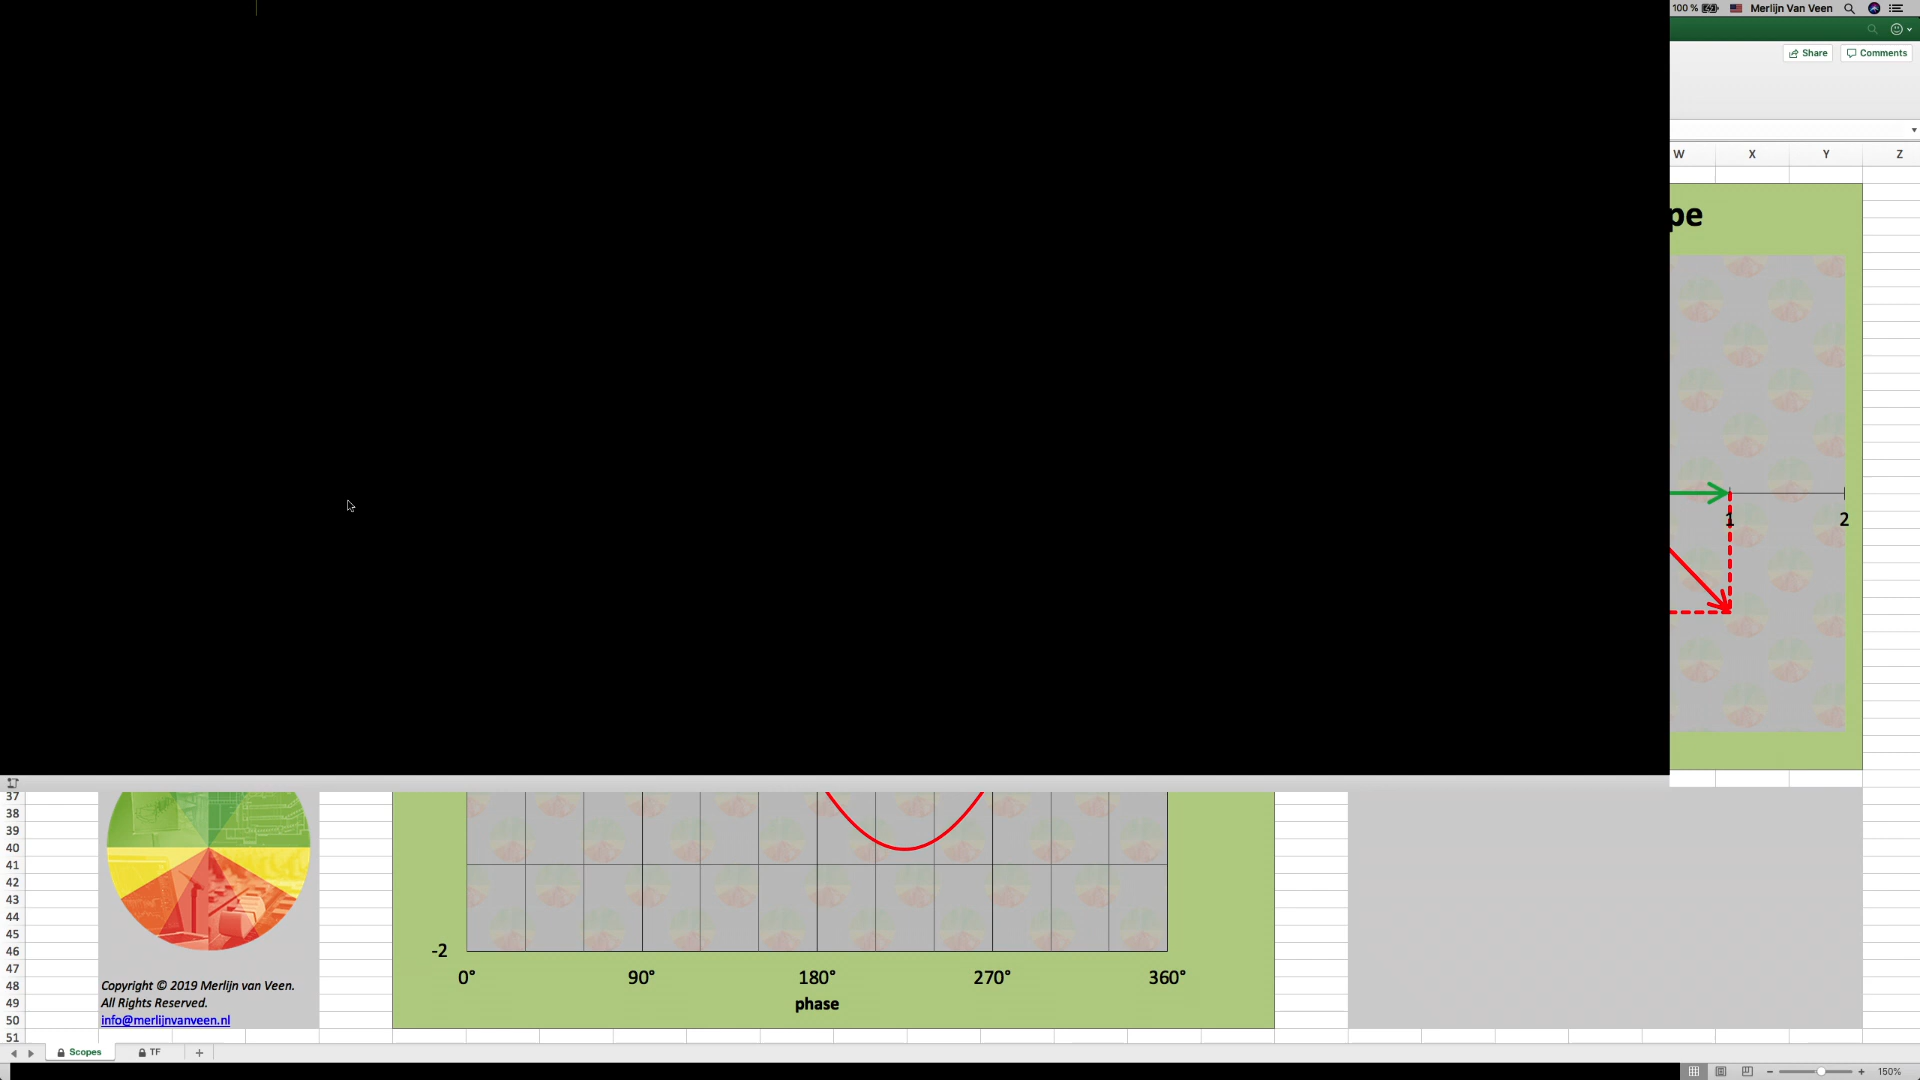 100 % Merlijn Van Veen
Share Comments
W X Y Z
pe
1 2
37
38
39
40
41
42
43
44
45
46
47
48
49
50
51
-2
0° 90° 180° 270° 360°
phase
Copyright © 2019 Merlijn van Veen.
All Rights Reserved.
info@merlijnvanveen.nl
Scopes TF +
150%